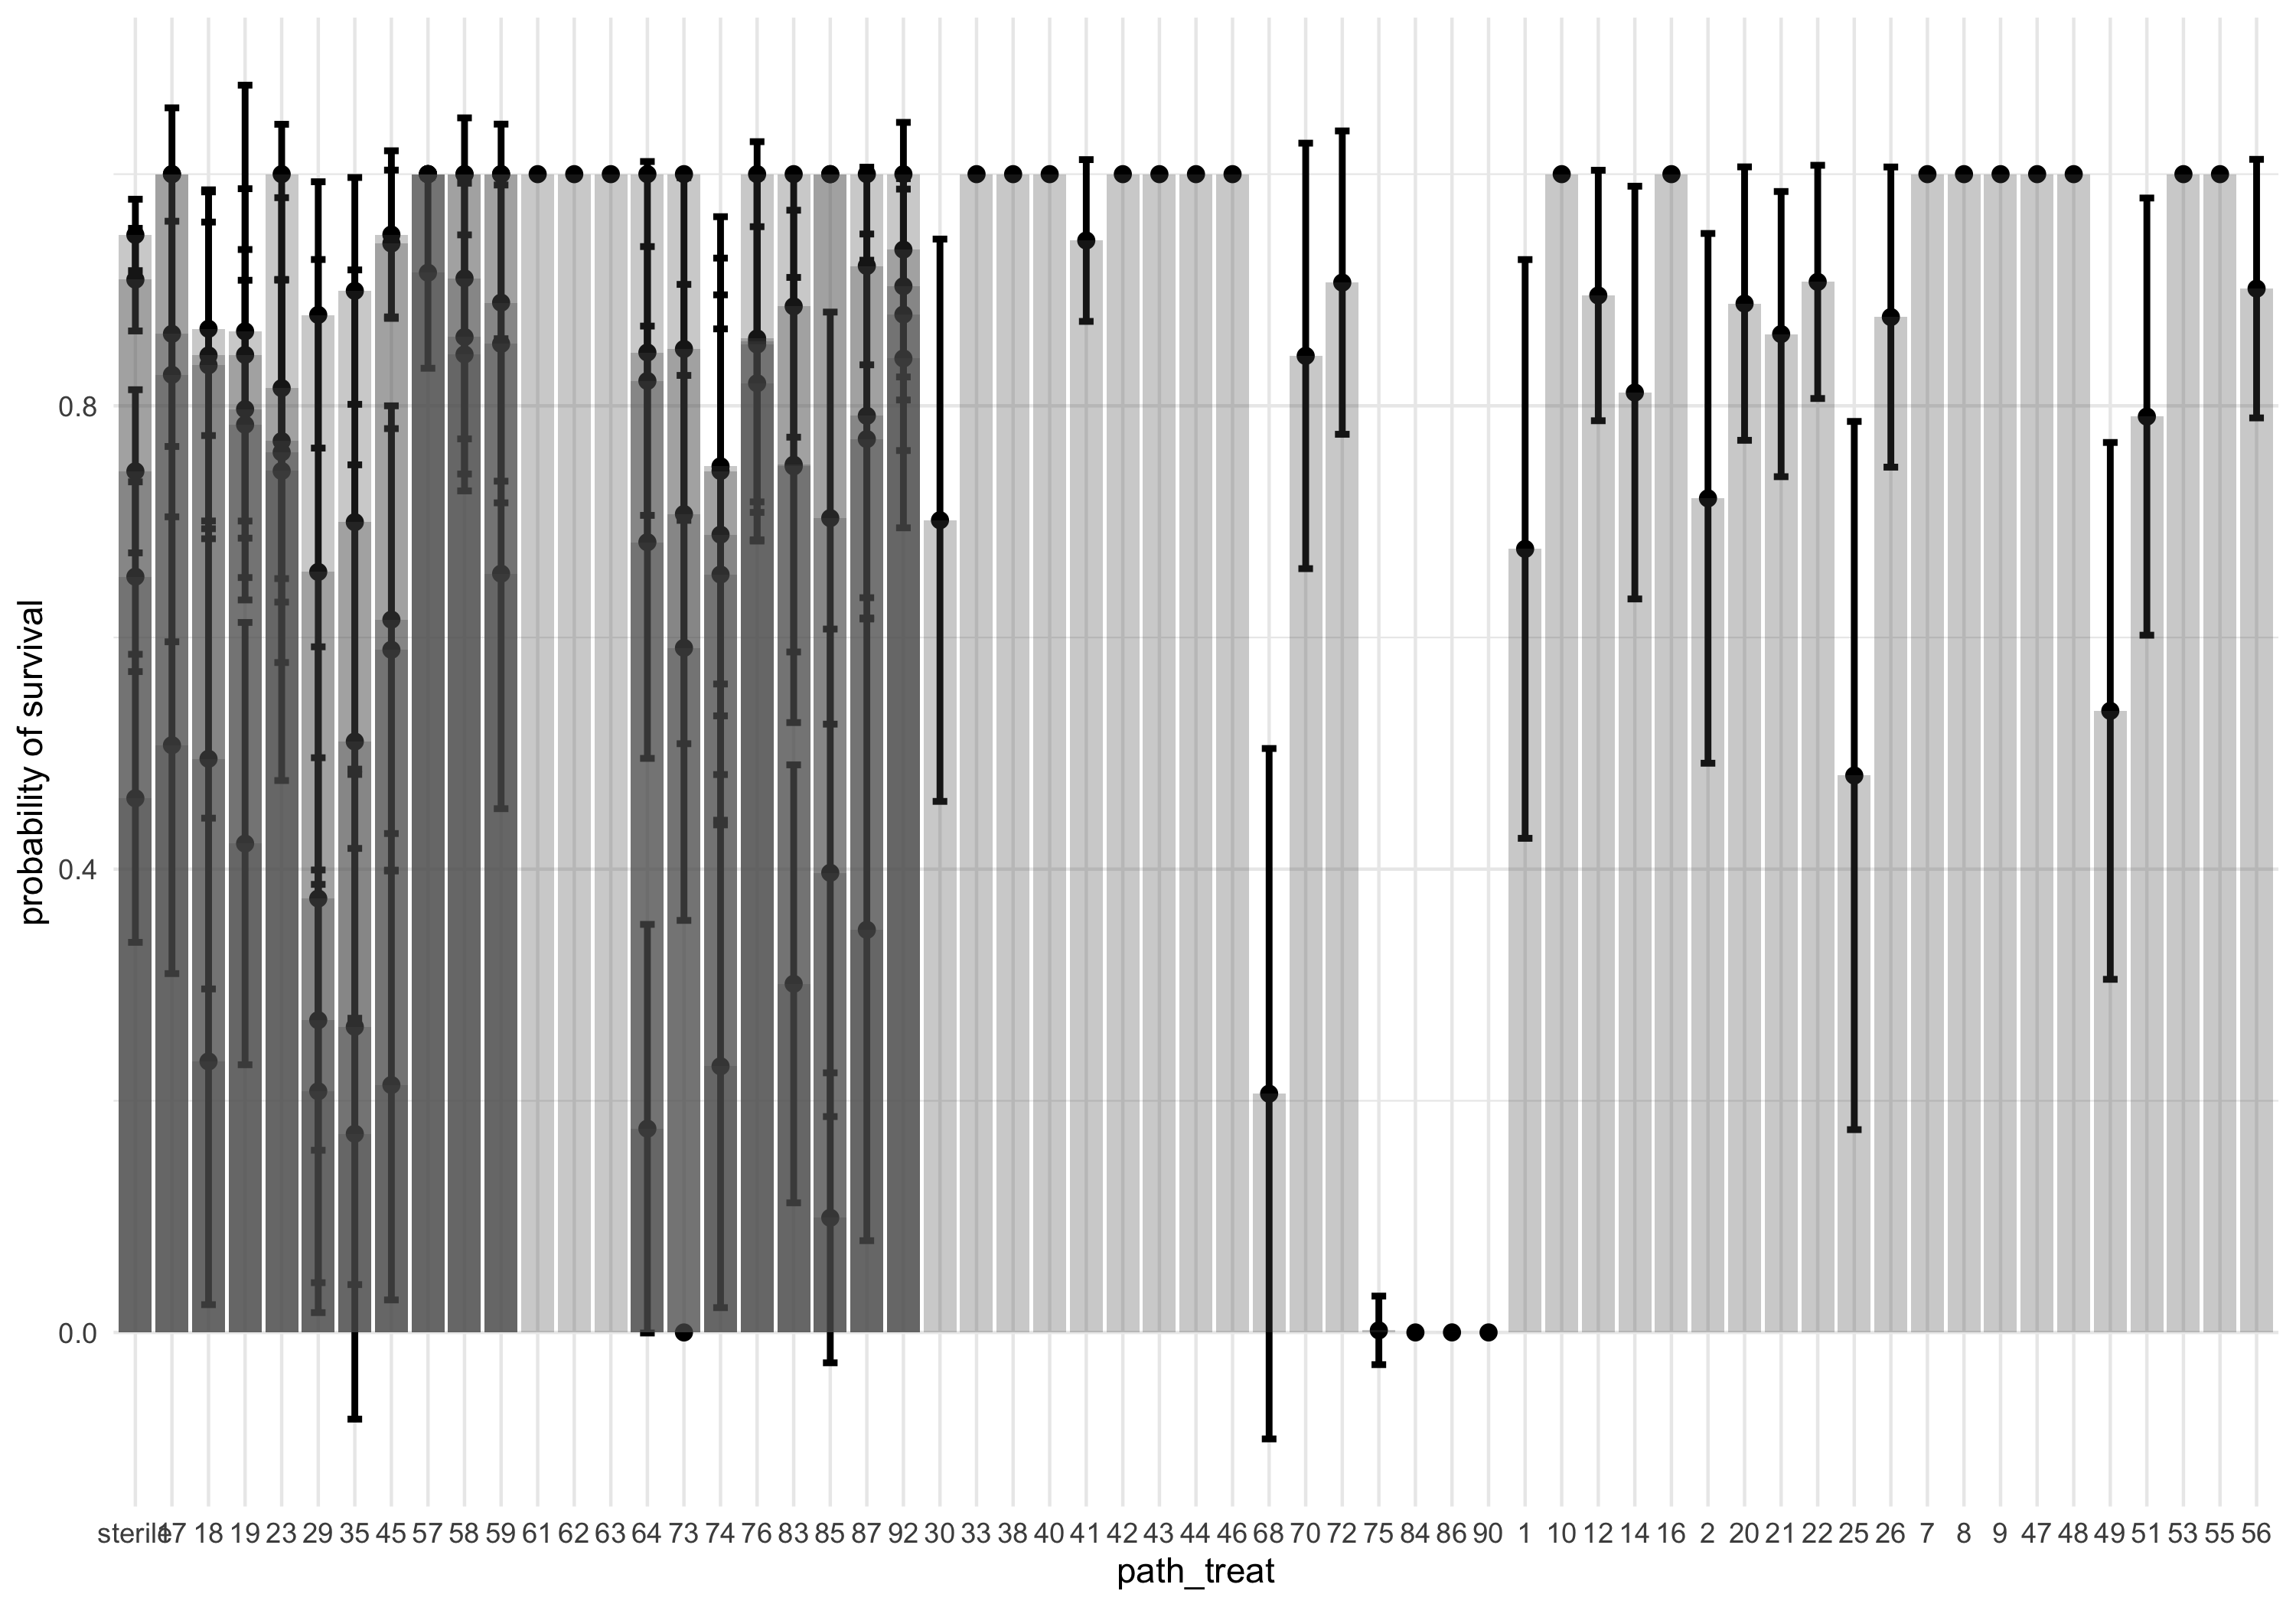 probability of survival
0.8
0.4
0.0
sterile 17 18 19 23 29 35 45 57 58 59 61 62 63 64 73 74 76 83 85 87 92 30 33 38 40 41 42 43 44 46 68 70 72 75 84 86 90 1 10 12 14 16 2 20 21 22 25 26 7 8 9 47 48 49 51 53 55 56
path_treat